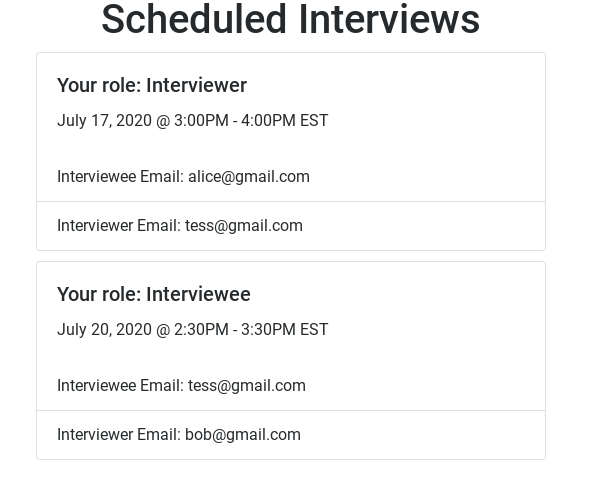 Scheduled Interviews
Your role: Interviewer
July 17, 2020 @ 3:00PM - 4:00PM EST
Interviewee Email: alice@gmail.com
Interviewer Email: tess@gmail.com
Your role: Interviewee
July 20, 2020 @ 2:30PM - 3:30PM EST
Interviewee Email: tess@gmail.com
Interviewer Email: bob@gmail.com